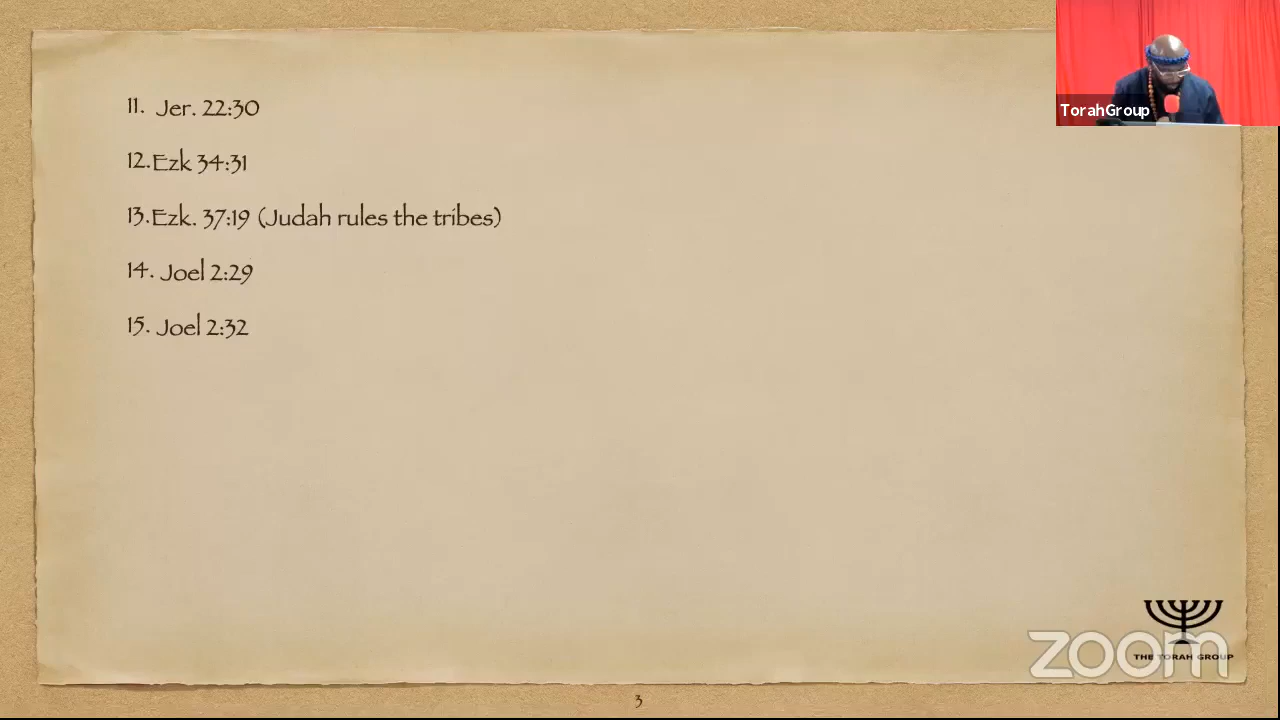 TorahGroup
11. Jer. 22:30
12.Ezk 34:31
13.Ezk. 37:19 (Judah rules the tribes)
14. Joel 2:29
15. Joel 2:32
THE TORAH GROUP
zoom
3